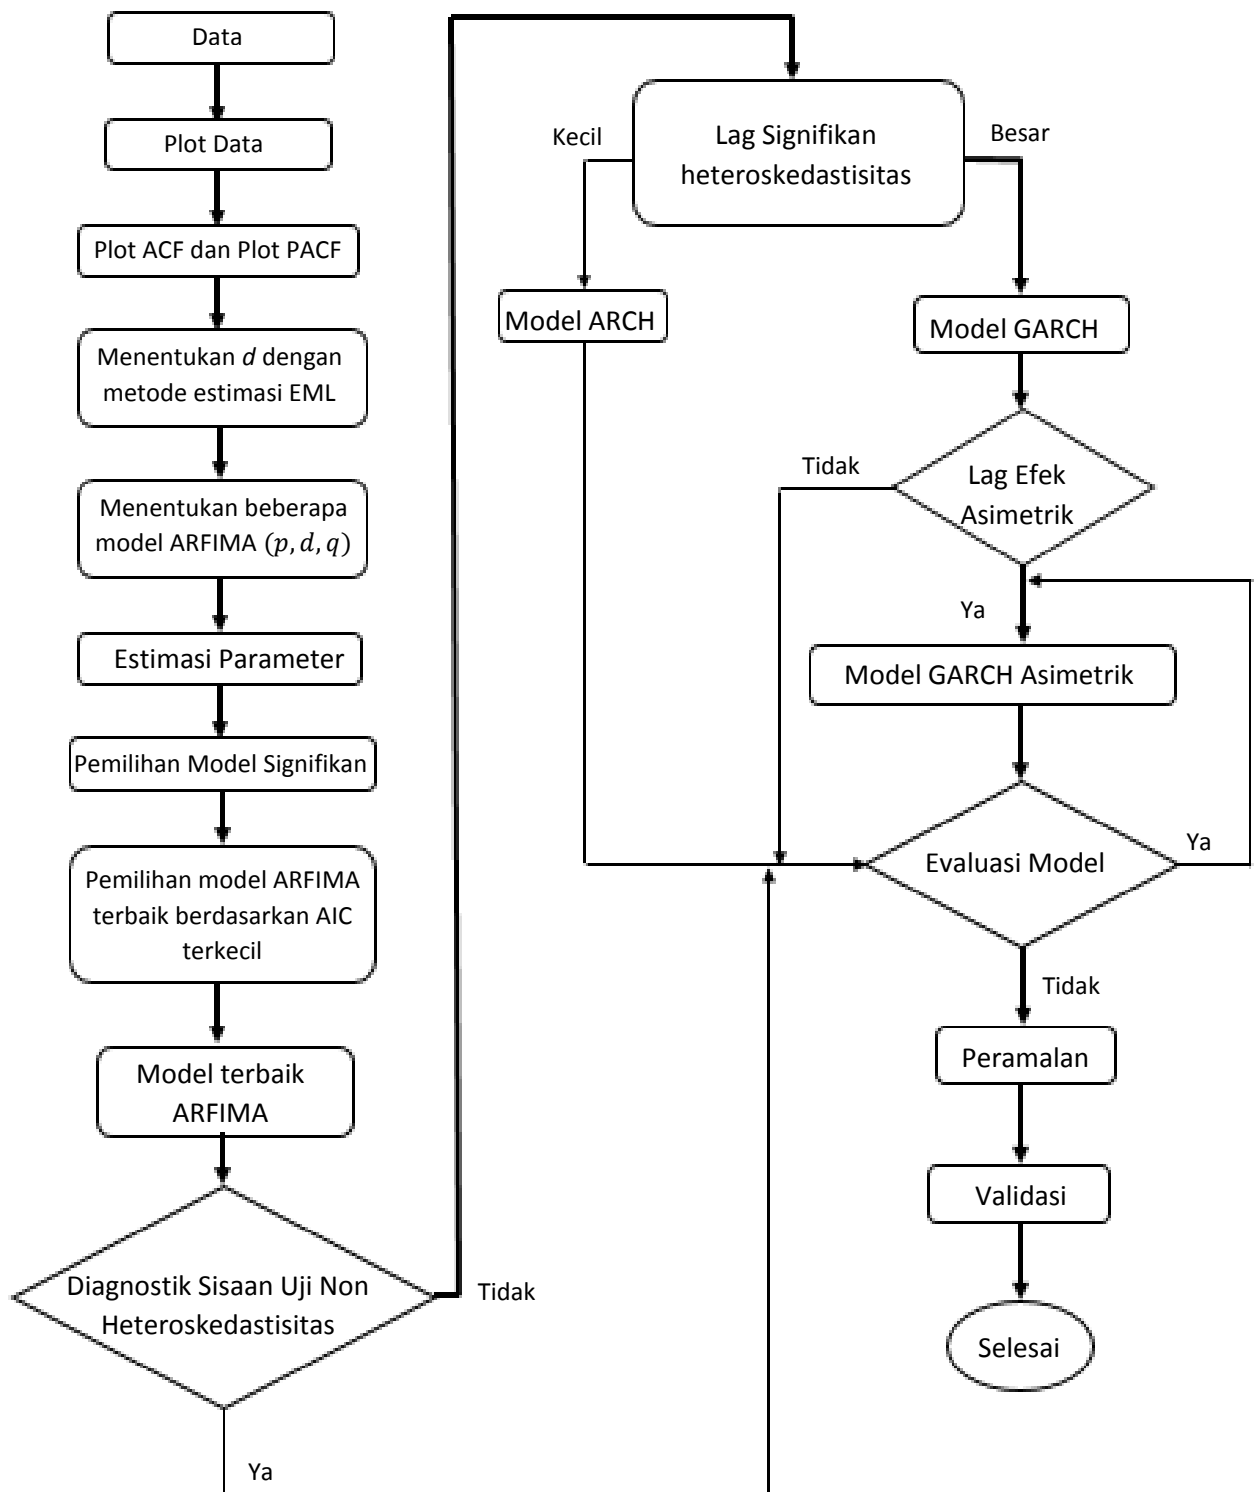 Data
Plot Data
Plot ACF dan Plot PACF
Menentukan d dengan
metode estimasi EML
Menentukan beberapa
model ARFIMA (p, d, q)
Estimasi Parameter
Pemilihan Model Signifikan
Pemilihan model ARFIMA
terbaik berdasarkan AIC
terkecil
Model terbaik
ARFIMA
Diagnostik Sisaan Uji Non
Heteroskedastisitas
Tidak
Ya
Lag Signifikan
heteroskedastisitas
Kecil
Besar
Model ARCH
Model GARCH
Lag Efek
Asimetrik
Tidak
Ya
Model GARCH Asimetrik
Evaluasi Model
Ya
Tidak
Peramalan
Validasi
Selesai